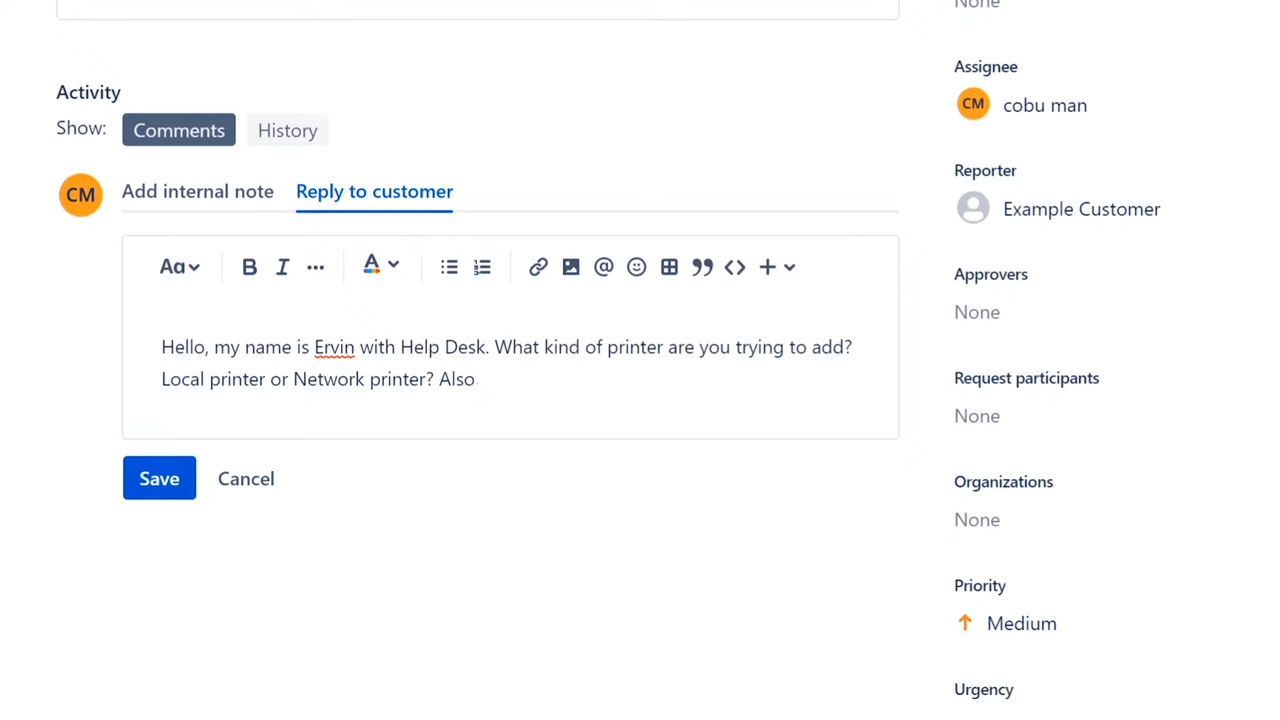 None
Assignee
CM cobu man
Reporter
Example Customer
Approvers
None
Request participants
None
Organizations
None
Priority
Medium
Urgency
Activity
Show: Comments History
CM Add internal note Reply to customer
Aa B I ... A
Hello, my name is Ervin with Help Desk. What kind of printer are you trying to add?
Local printer or Network printer? Also
Save Cancel